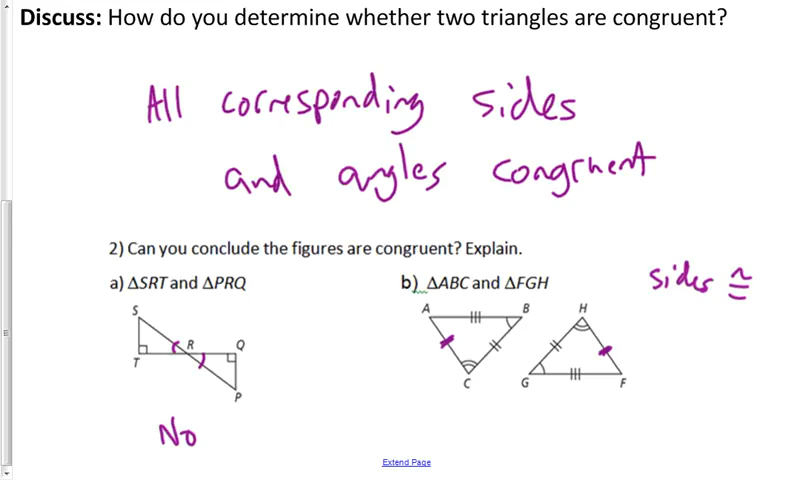 Discuss: How do you determine whether two triangles are congruent?
All corresponding sides
and angles congruent
2) Can you conclude the figures are congruent? Explain.
a) ΔSRT and ΔPRQ
b) ΔABC and ΔFGH
sides ≅
S
R
Q
T
P
A
B
H
C
G
F
No
Extend Page